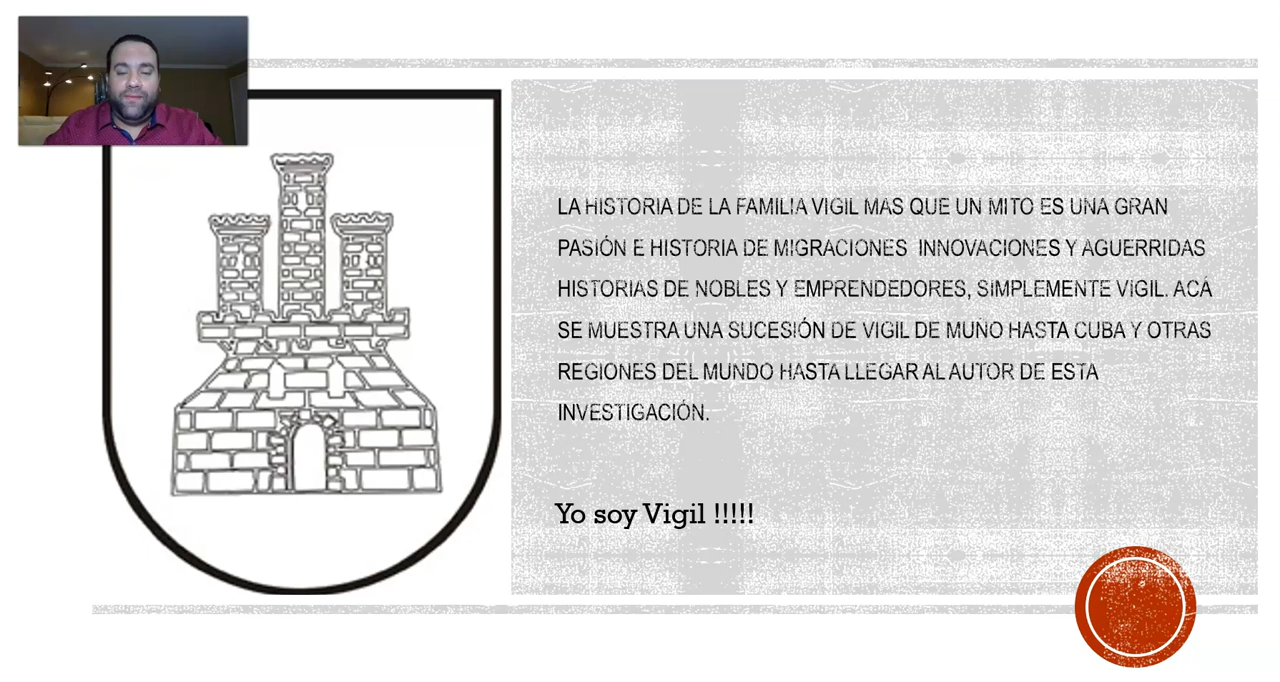 LA HISTORIA DE LA FAMILIA VIGIL MAS QUE UN MITO ES UNA GRAN
PASIÓN E HISTORIA DE MIGRACIONES INNOVACIONES Y AGUERRIDAS
HISTORIAS DE NOBLES Y EMPRENDEDORES, SIMPLEMENTE VIGIL. ACÁ
SE MUESTRA UNA SUCESIÓN DE VIGIL DE MUÑO HASTA CUBA Y OTRAS
REGIONES DEL MUNDO HASTA LLEGAR AL AUTOR DE ESTA
INVESTIGACIÓN.
Yo soy Vigil !!!!!